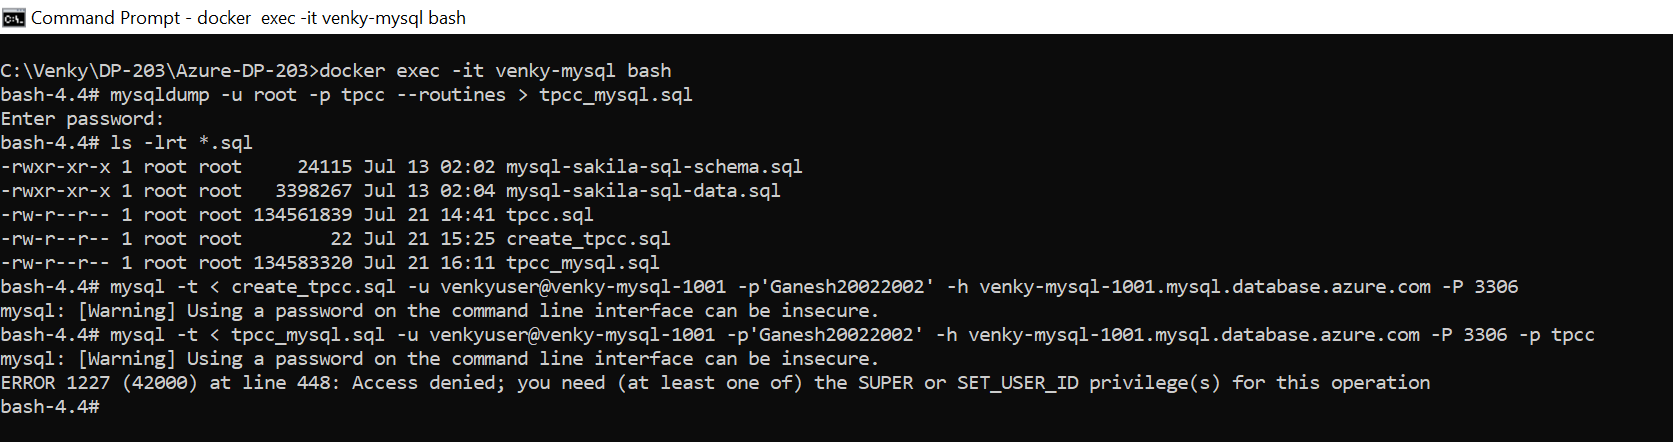 Command Prompt - docker  exec -it venky-mysql bash
C:\Venky\DP-203\Azure-DP-203>docker exec -it venky-mysql bash
bash-4.4# mysqldump -u root -p tpcc --routines > tpcc_mysql.sql
Enter password:
bash-4.4# ls -lrt *.sql
-rwxr-xr-x 1 root root     24115 Jul 13 02:02 mysql-sakila-sql-schema.sql
-rwxr-xr-x 1 root root   3398267 Jul 13 02:04 mysql-sakila-sql-data.sql
-rw-r--r-- 1 root root 134561839 Jul 21 14:41 tpcc.sql
-rw-r--r-- 1 root root        22 Jul 21 15:25 create_tpcc.sql
-rw-r--r-- 1 root root 134583320 Jul 21 16:11 tpcc_mysql.sql
bash-4.4# mysql -t < create_tpcc.sql -u venkyuser@venky-mysql-1001 -p'Ganesh20022002' -h venky-mysql-1001.mysql.database.azure.com -P 3306
mysql: [Warning] Using a password on the command line interface can be insecure.
bash-4.4# mysql -t < tpcc_mysql.sql -u venkyuser@venky-mysql-1001 -p'Ganesh20022002' -h venky-mysql-1001.mysql.database.azure.com -P 3306 -p tpcc
mysql: [Warning] Using a password on the command line interface can be insecure.
ERROR 1227 (42000) at line 448: Access denied; you need (at least one of) the SUPER or SET_USER_ID privilege(s) for this operation
bash-4.4#